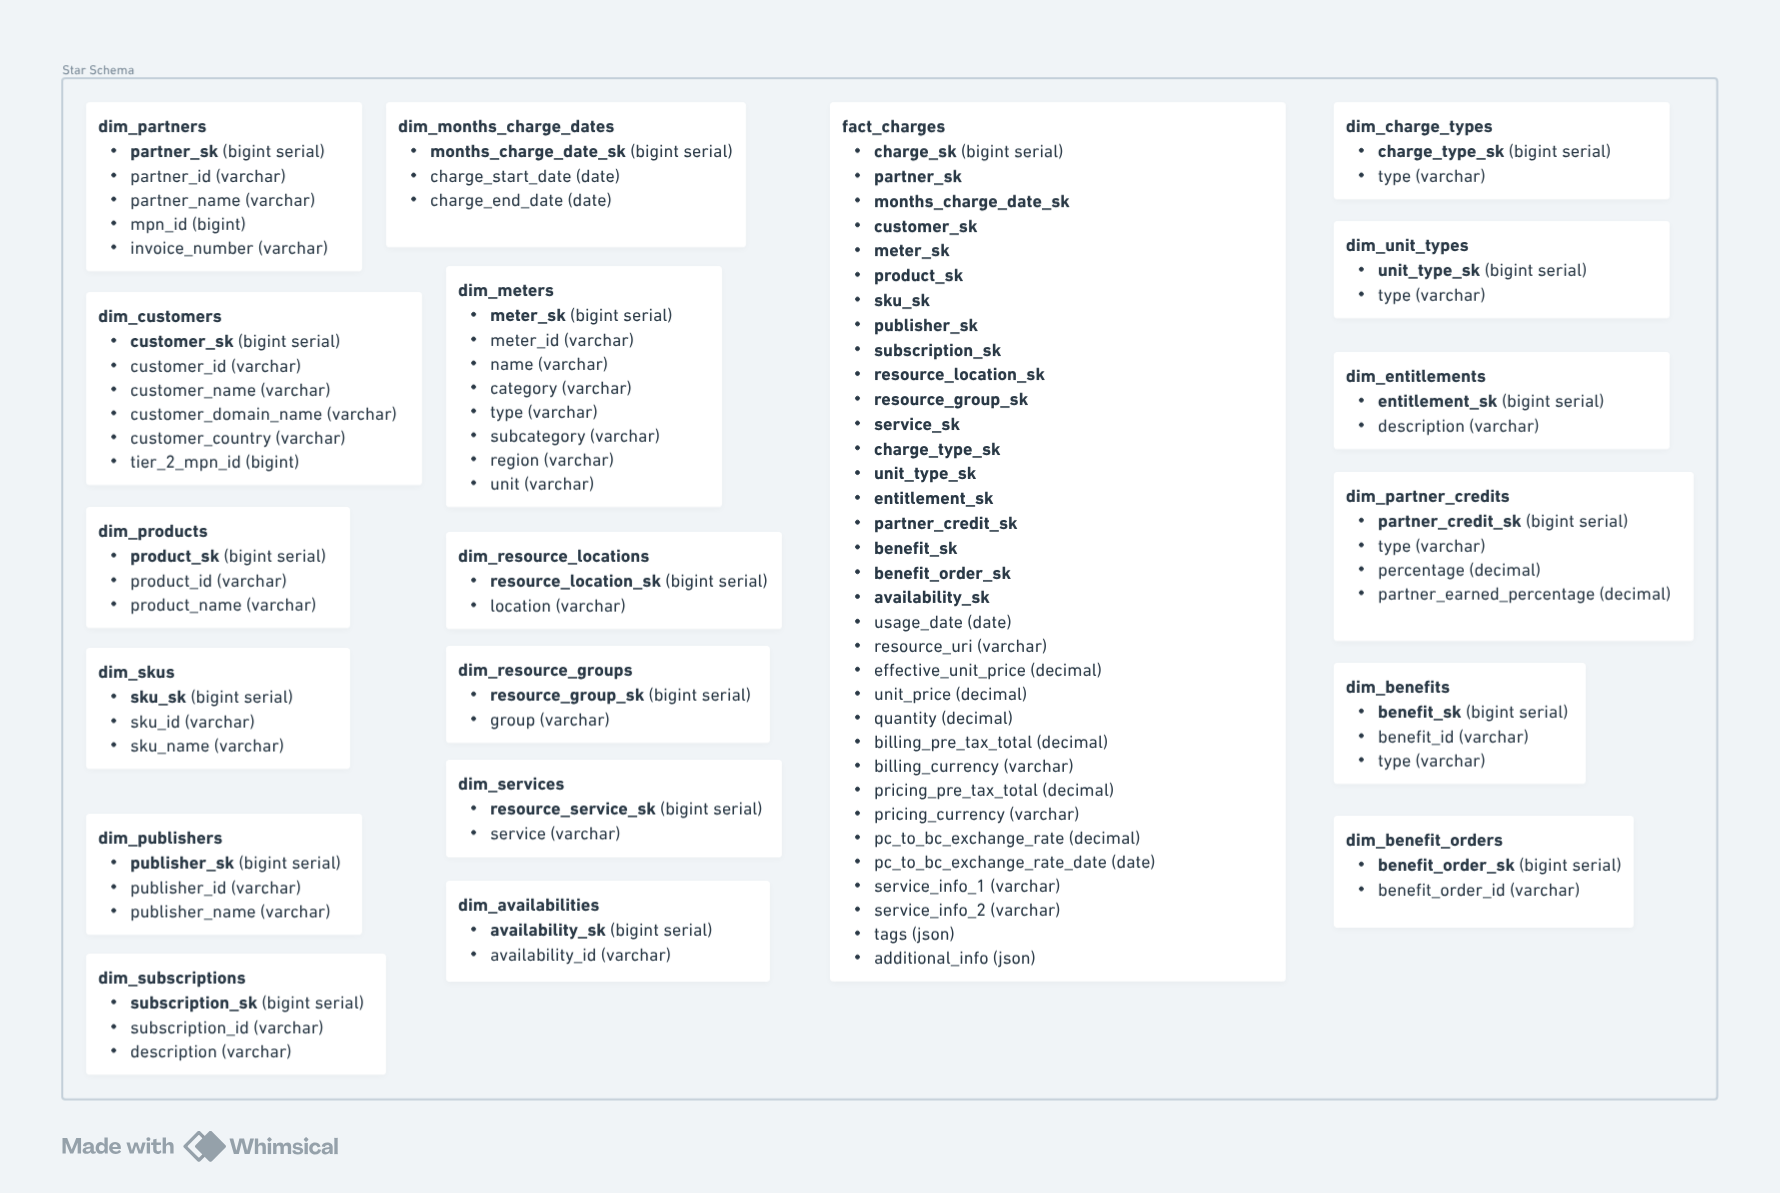 Star Schema
dim_partners
• partner_sk (bigint serial)
• partner_id (varchar)
• partner_name (varchar)
• mpn_id (bigint)
• invoice_number (varchar)
dim_months_charge_dates
• months_charge_date_sk (bigint serial)
• charge_start_date (date)
• charge_end_date (date)
dim_customers
• customer_sk (bigint serial)
• customer_id (varchar)
• customer_name (varchar)
• customer_domain_name (varchar)
• customer_country (varchar)
• tier_2_mpn_id (bigint)
dim_meters
• meter_sk (bigint serial)
• meter_id (varchar)
• name (varchar)
• category (varchar)
• type (varchar)
• subcategory (varchar)
• region (varchar)
• unit (varchar)
dim_products
• product_sk (bigint serial)
• product_id (varchar)
• product_name (varchar)
dim_resource_locations
• resource_location_sk (bigint serial)
• location (varchar)
dim_skus
• sku_sk (bigint serial)
• sku_id (varchar)
• sku_name (varchar)
dim_resource_groups
• resource_group_sk (bigint serial)
• group (varchar)
dim_services
• resource_service_sk (bigint serial)
• service (varchar)
dim_publishers
• publisher_sk (bigint serial)
• publisher_id (varchar)
• publisher_name (varchar)
dim_availabilities
• availability_sk (bigint serial)
• availability_id (varchar)
dim_subscriptions
• subscription_sk (bigint serial)
• subscription_id (varchar)
• description (varchar)
fact_charges
• charge_sk (bigint serial)
• partner_sk
• months_charge_date_sk
• customer_sk
• meter_sk
• product_sk
• sku_sk
• publisher_sk
• subscription_sk
• resource_location_sk
• resource_group_sk
• service_sk
• charge_type_sk
• unit_type_sk
• entitlement_sk
• partner_credit_sk
• benefit_sk
• benefit_order_sk
• availability_sk
• usage_date (date)
• resource_uri (varchar)
• effective_unit_price (decimal)
• unit_price (decimal)
• quantity (decimal)
• billing_pre_tax_total (decimal)
• billing_currency (varchar)
• pricing_pre_tax_total (decimal)
• pricing_currency (varchar)
• pc_to_bc_exchange_rate (decimal)
• pc_to_bc_exchange_rate_date (date)
• service_info_1 (varchar)
• service_info_2 (varchar)
• tags (json)
• additional_info (json)
dim_charge_types
• charge_type_sk (bigint serial)
• type (varchar)
dim_unit_types
• unit_type_sk (bigint serial)
• type (varchar)
dim_entitlements
• entitlement_sk (bigint serial)
• description (varchar)
dim_partner_credits
• partner_credit_sk (bigint serial)
• type (varchar)
• percentage (decimal)
• partner_earned_percentage (decimal)
dim_benefits
• benefit_sk (bigint serial)
• benefit_id (varchar)
• type (varchar)
dim_benefit_orders
• benefit_order_sk (bigint serial)
• benefit_order_id (varchar)
Made with Whimsical